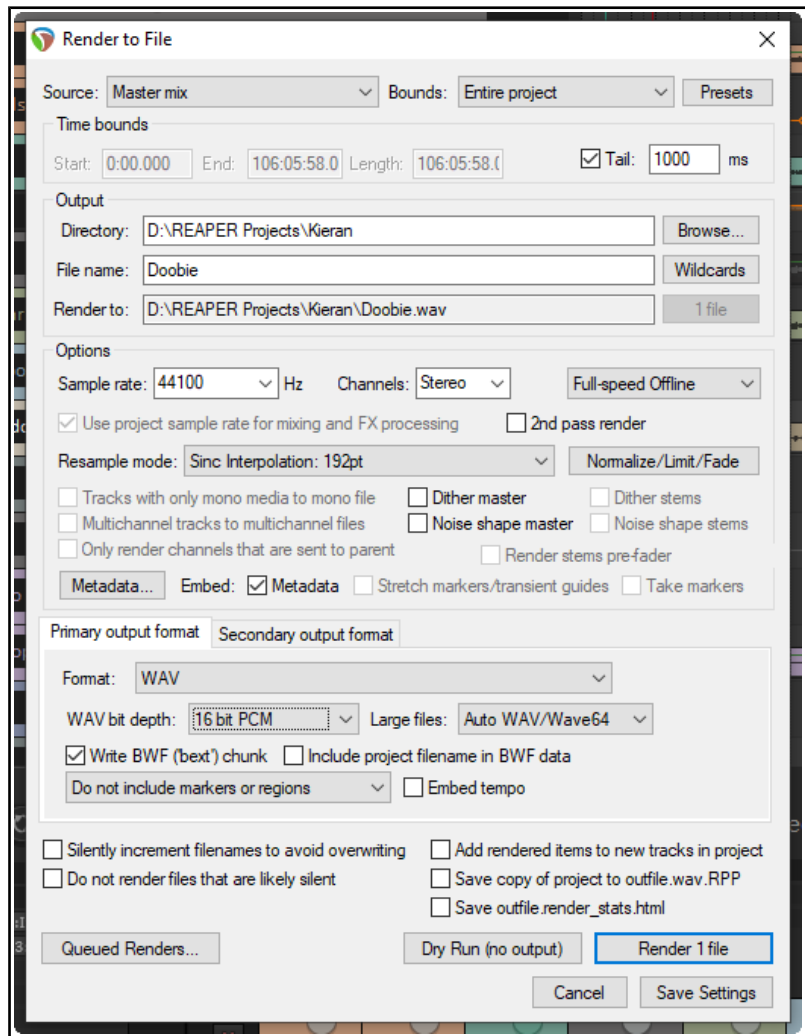 Render to File
Source: Master mix Bounds: Entire project Presets
Time bounds
Start: 0:00.000 End: 106:05:58.0 Length: 106:05:58.( Tail: 1000 ms
Output
Directory: D:\REAPER Projects\Kieran Browse...
File name: Doobie Wildcards
Render to: D:\REAPER Projects\Kieran\Doobie.wav 1 file
Options
Sample rate: 44100 Hz Channels: Stereo Full-speed Offline
Use project sample rate for mixing and FX processing 2nd pass render
Resample mode: Sinc Interpolation: 192pt Normalize/Limit/Fade
Tracks with only mono media to mono file Dither master Dither stems
Multichannel tracks to multichannel files Noise shape master Noise shape stems
Only render channels that are sent to parent Render stems pre-fader
Metadata... Embed: Metadata Stretch markers/transient guides Take markers
Primary output format Secondary output format
Format: WAV
WAV bit depth: 16 bit PCM Large files: Auto WAV/Wave64
Write BWF ('bext') chunk Include project filename in BWF data
Do not include markers or regions Embed tempo
Silently increment filenames to avoid overwriting Add rendered items to new tracks in project
Do not render files that are likely silent Save copy of project to outfile.wav.RPP
Save outfile.render_stats.html
Queued Renders... Dry Run (no output) Render 1 file
Cancel Save Settings